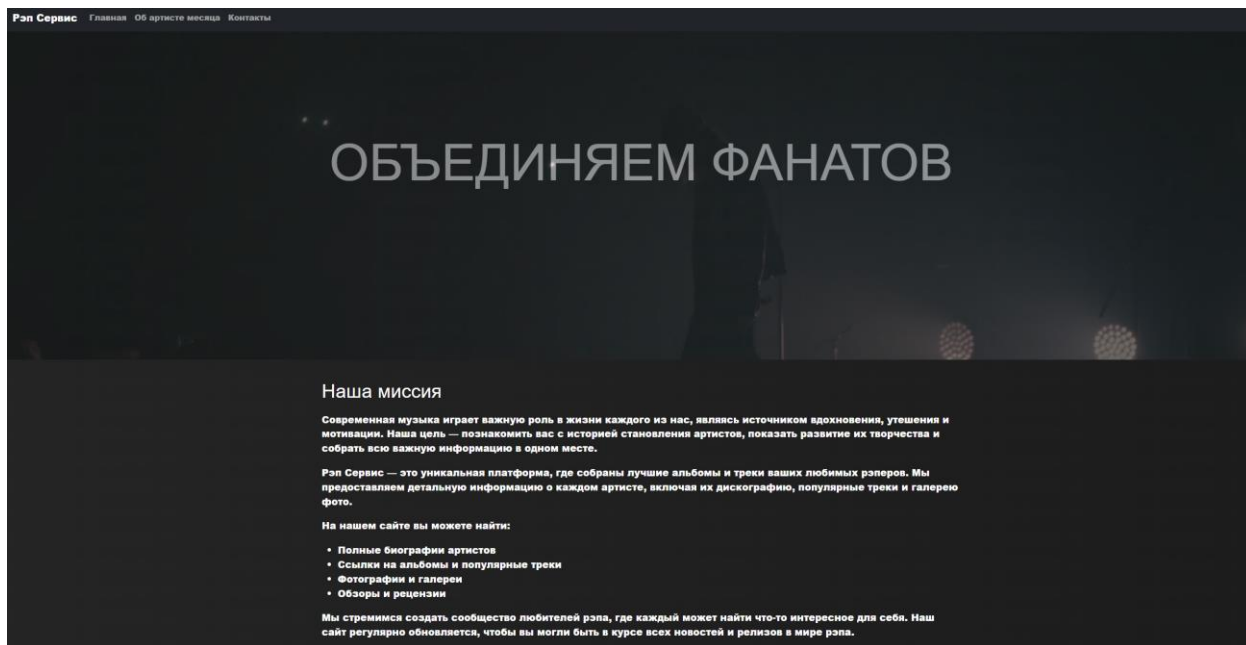 Рэп Сервис Главная Об артисте месяца Контакты
ОБЪЕДИНЯЕМ ФАНАТОВ
Наша миссия
Современная музыка играет важную роль в жизни каждого из нас, являясь источником вдохновения, утешения и
мотивации. Наша цель — познакомить вас с историей становления артистов, показать развитие их творчества и
собрать всю важную информацию в одном месте.
Рэп Сервис — это уникальная платформа, где собраны лучшие альбомы и треки ваших любимых рэперов. Мы
предоставляем детальную информацию о каждом артисте, включая их дискографию, популярные треки и галерею
фото.
На нашем сайте вы можете найти:
• Полные биографии артистов
• Ссылки на альбомы и популярные треки
• Фотографии и галереи
• Обзоры и рецензии
Мы стремимся создать сообщество любителей рэпа, где каждый может найти что-то интересное для себя. Наш
сайт регулярно обновляется, чтобы вы могли быть в курсе всех новостей и релизов в мире рэпа.